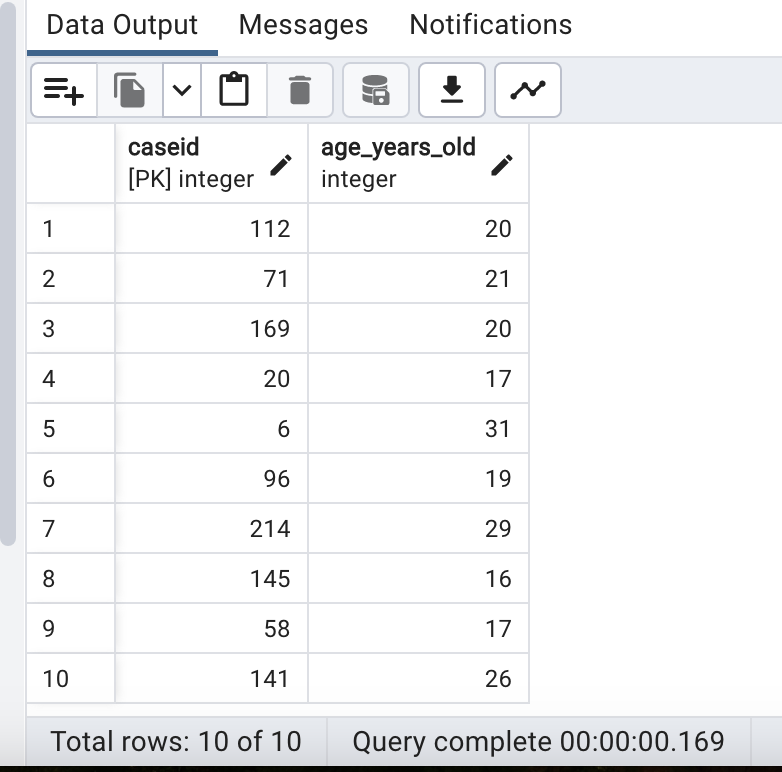 Data Output Messages Notifications
caseid age_years_old
[PK] integer integer
1 112 20
2 71 21
3 169 20
4 20 17
5 6 31
6 96 19
7 214 29
8 145 16
9 58 17
10 141 26
Total rows: 10 of 10 Query complete 00:00:00.169